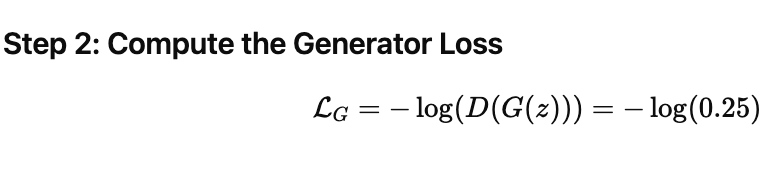 Step 2: Compute the Generator Loss
ℒ_G = − log(D(G(z))) = − log(0.25)